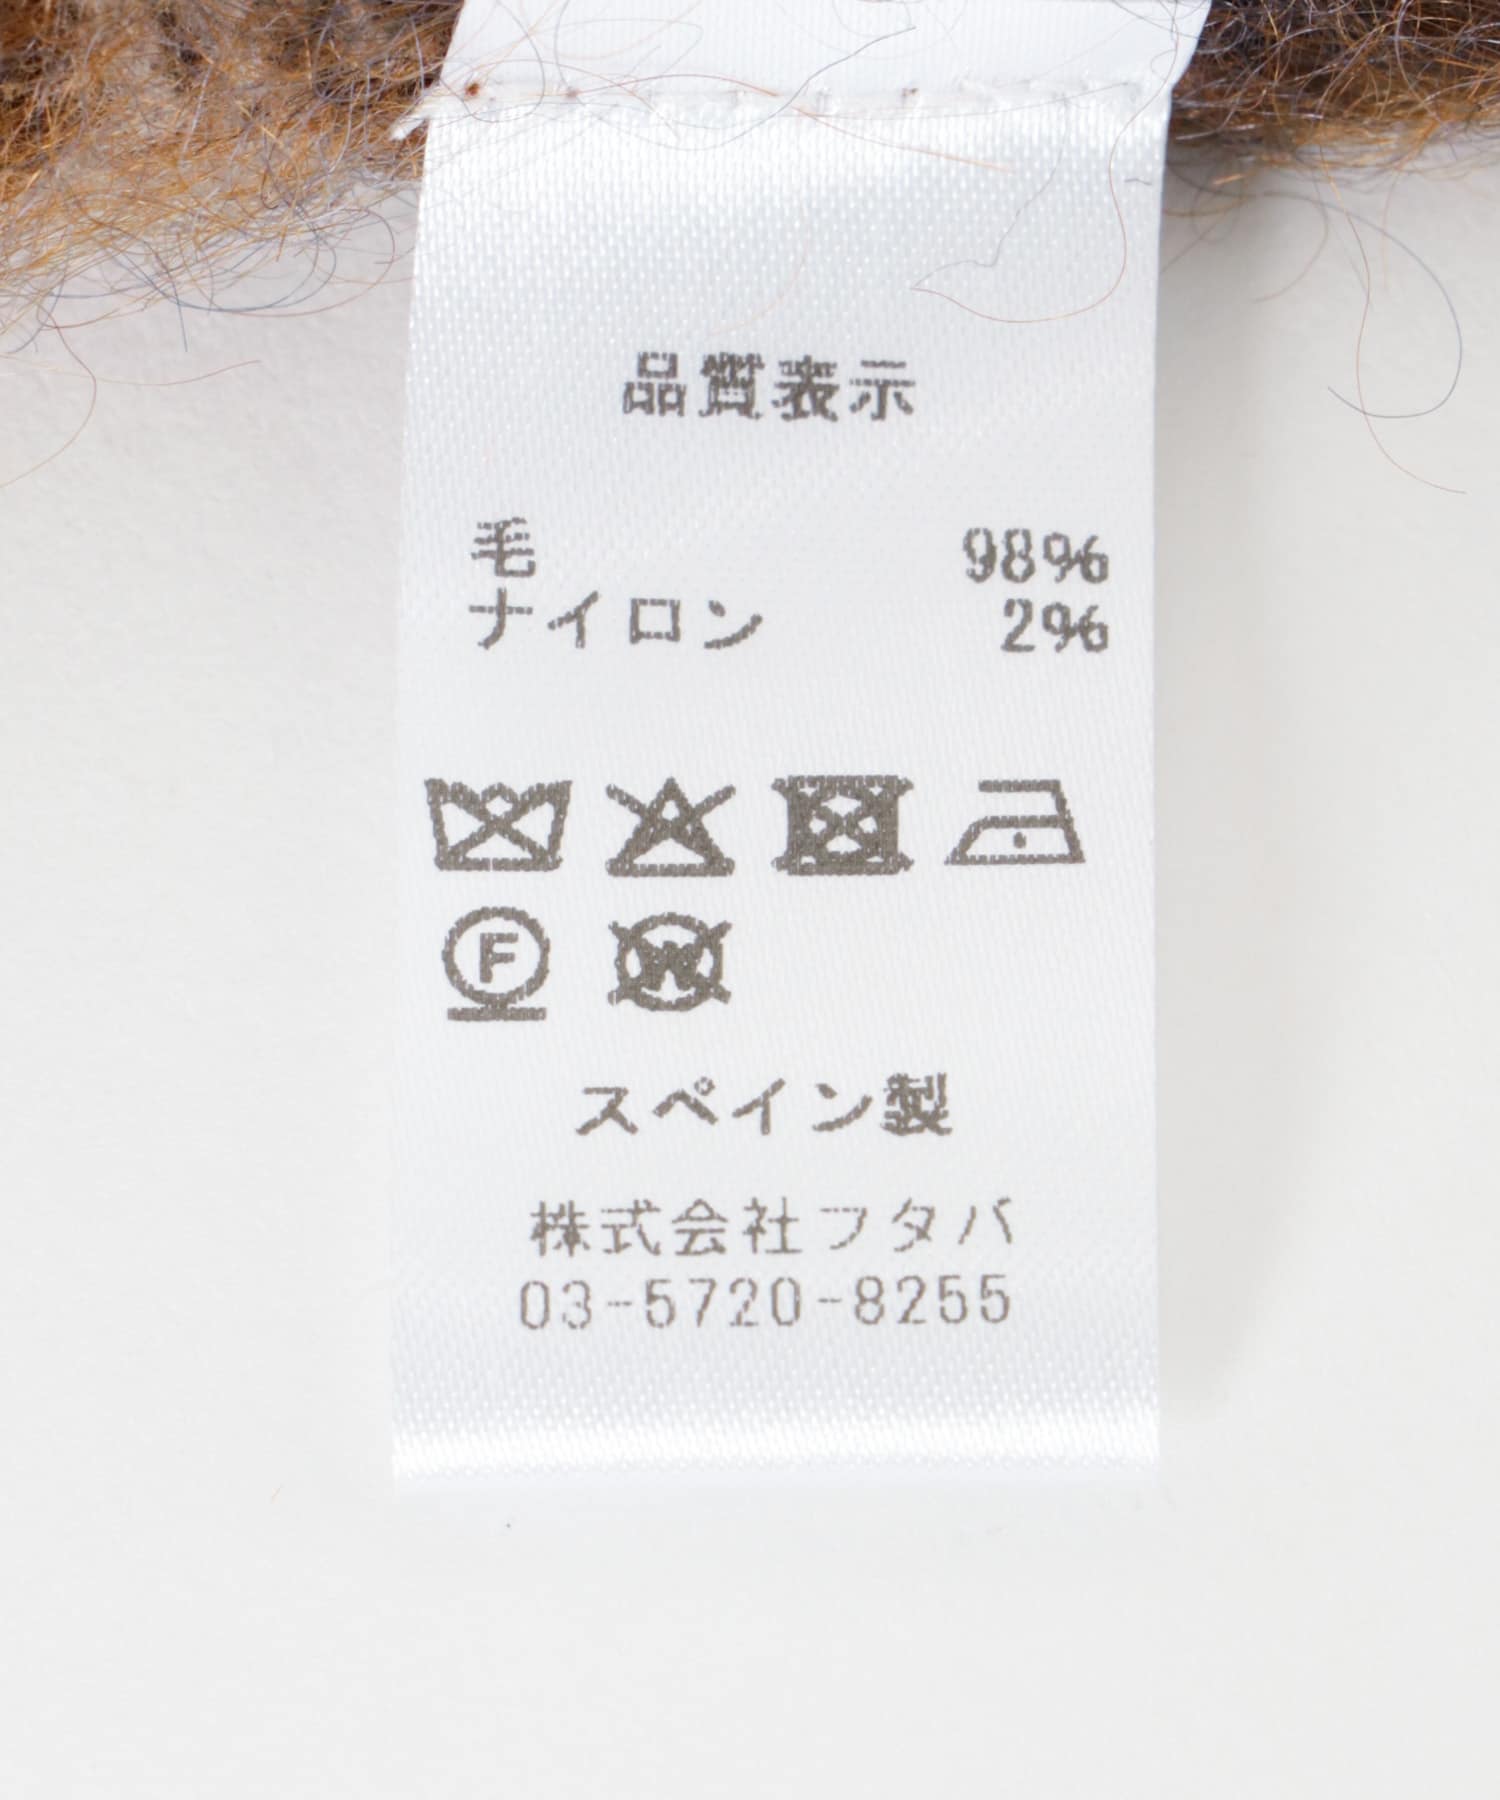 品質表示
毛 98%
ナイロン 2%
F W
スペイン製
株式会社フタバ
03-5720-8255